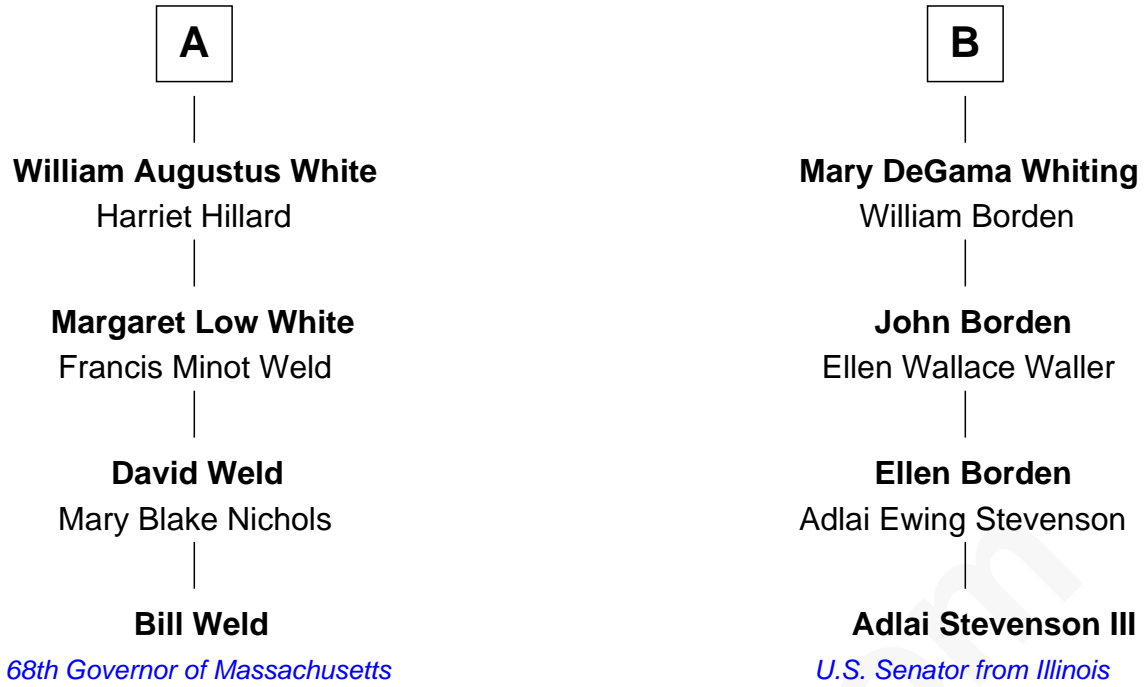 A
B
William Augustus White
Mary DeGama Whiting
Harriet Hillard
William Borden
Margaret Low White
John Borden
Francis Minot Weld
Ellen Wallace Waller
David Weld
Ellen Borden
Mary Blake Nichols
Adlai Ewing Stevenson
Bill Weld
Adlai Stevenson III
68th Governor of Massachusetts
U.S. Senator from Illinois